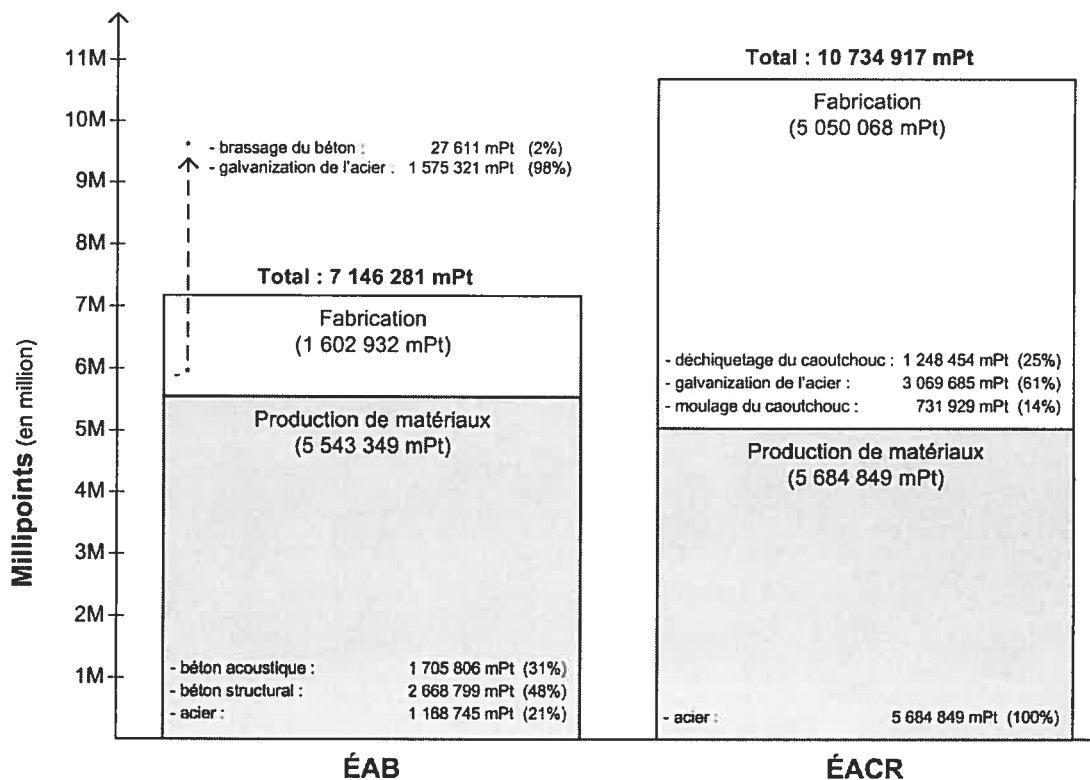 Millipoints (en million)
11M
10M
9M
8M
7M
6M
5M
4M
3M
2M
1M
- brassage du béton : 27 611 mPt (2%)
- galvanization de l'acier : 1 575 321 mPt (98%)
Total : 7 146 281 mPt
Fabrication
(1 602 932 mPt)
Production de matériaux
(5 543 349 mPt)
- béton acoustique : 1 705 806 mPt (31%)
- béton structural : 2 668 799 mPt (48%)
- acier : 1 168 745 mPt (21%)
ÉAB
Total : 10 734 917 mPt
Fabrication
(5 050 068 mPt)
- déchiquetage du caoutchouc : 1 248 454 mPt (25%)
- galvanization de l'acier : 3 069 685 mPt (61%)
- moulage du caoutchouc : 731 929 mPt (14%)
Production de matériaux
(5 684 849 mPt)
- acier : 5 684 849 mPt (100%)
ÉACR